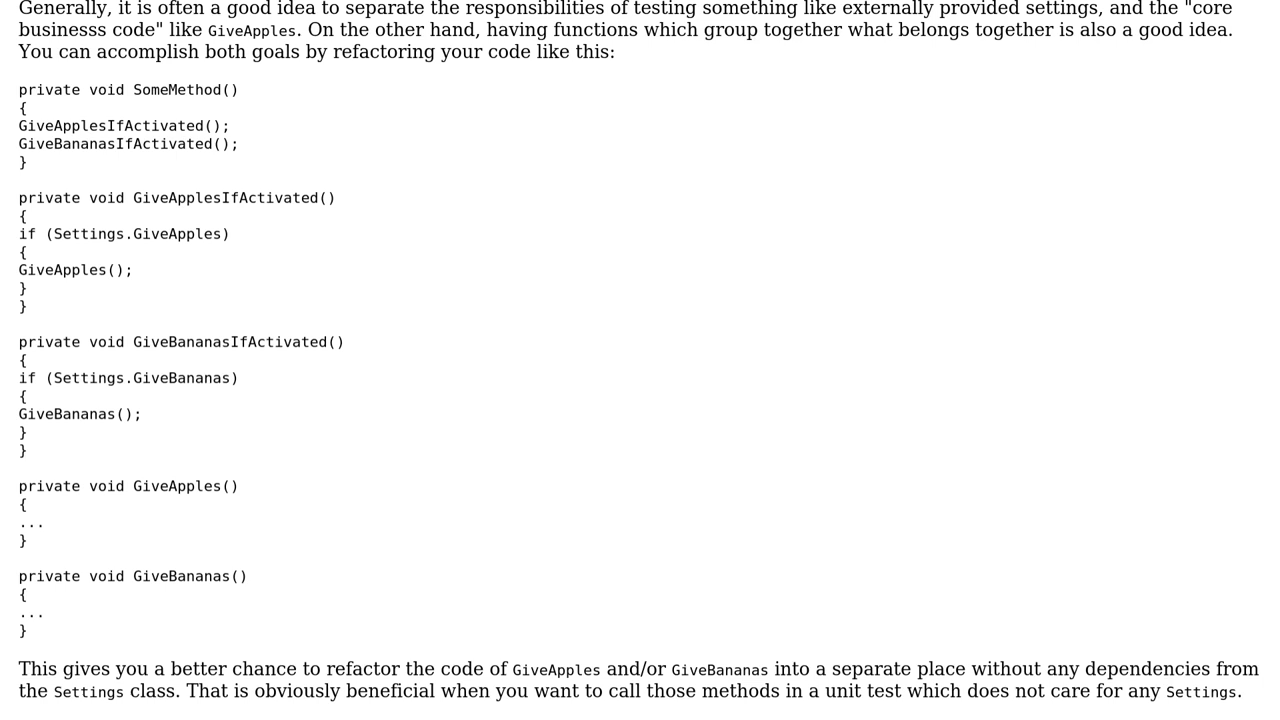 Generally, it is often a good idea to separate the responsibilities of testing something like externally provided settings, and the "core
businesss code" like GiveApples. On the other hand, having functions which group together what belongs together is also a good idea.
You can accomplish both goals by refactoring your code like this:
private void SomeMethod()
{
GiveApplesIfActivated();
GiveBananasIfActivated();
}
private void GiveApplesIfActivated()
{
if (Settings.GiveApples)
{
GiveApples();
}
}
private void GiveBananasIfActivated()
{
if (Settings.GiveBananas)
{
GiveBananas();
}
}
private void GiveApples()
{
...
}
private void GiveBananas()
{
...
}
This gives you a better chance to refactor the code of GiveApples and/or GiveBananas into a separate place without any dependencies from
the Settings class. That is obviously beneficial when you want to call those methods in a unit test which does not care for any Settings.